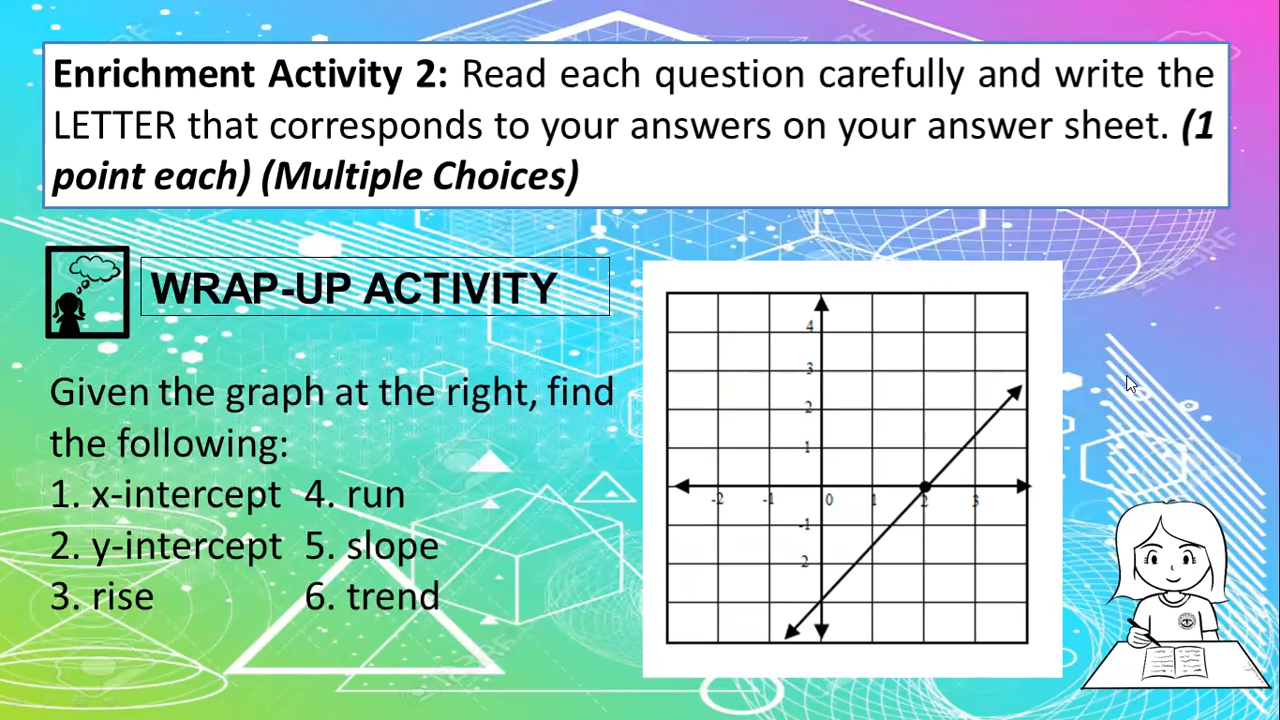 Enrichment Activity 2: Read each question carefully and write the
LETTER that corresponds to your answers on your answer sheet. (1
point each) (Multiple Choices)
WRAP-UP ACTIVITY
Given the graph at the right, find
the following:
1. x-intercept 4. run
2. y-intercept 5. slope
3. rise 6. trend
4
3
2
1
-2 -1 0 1 2 3
-1
2